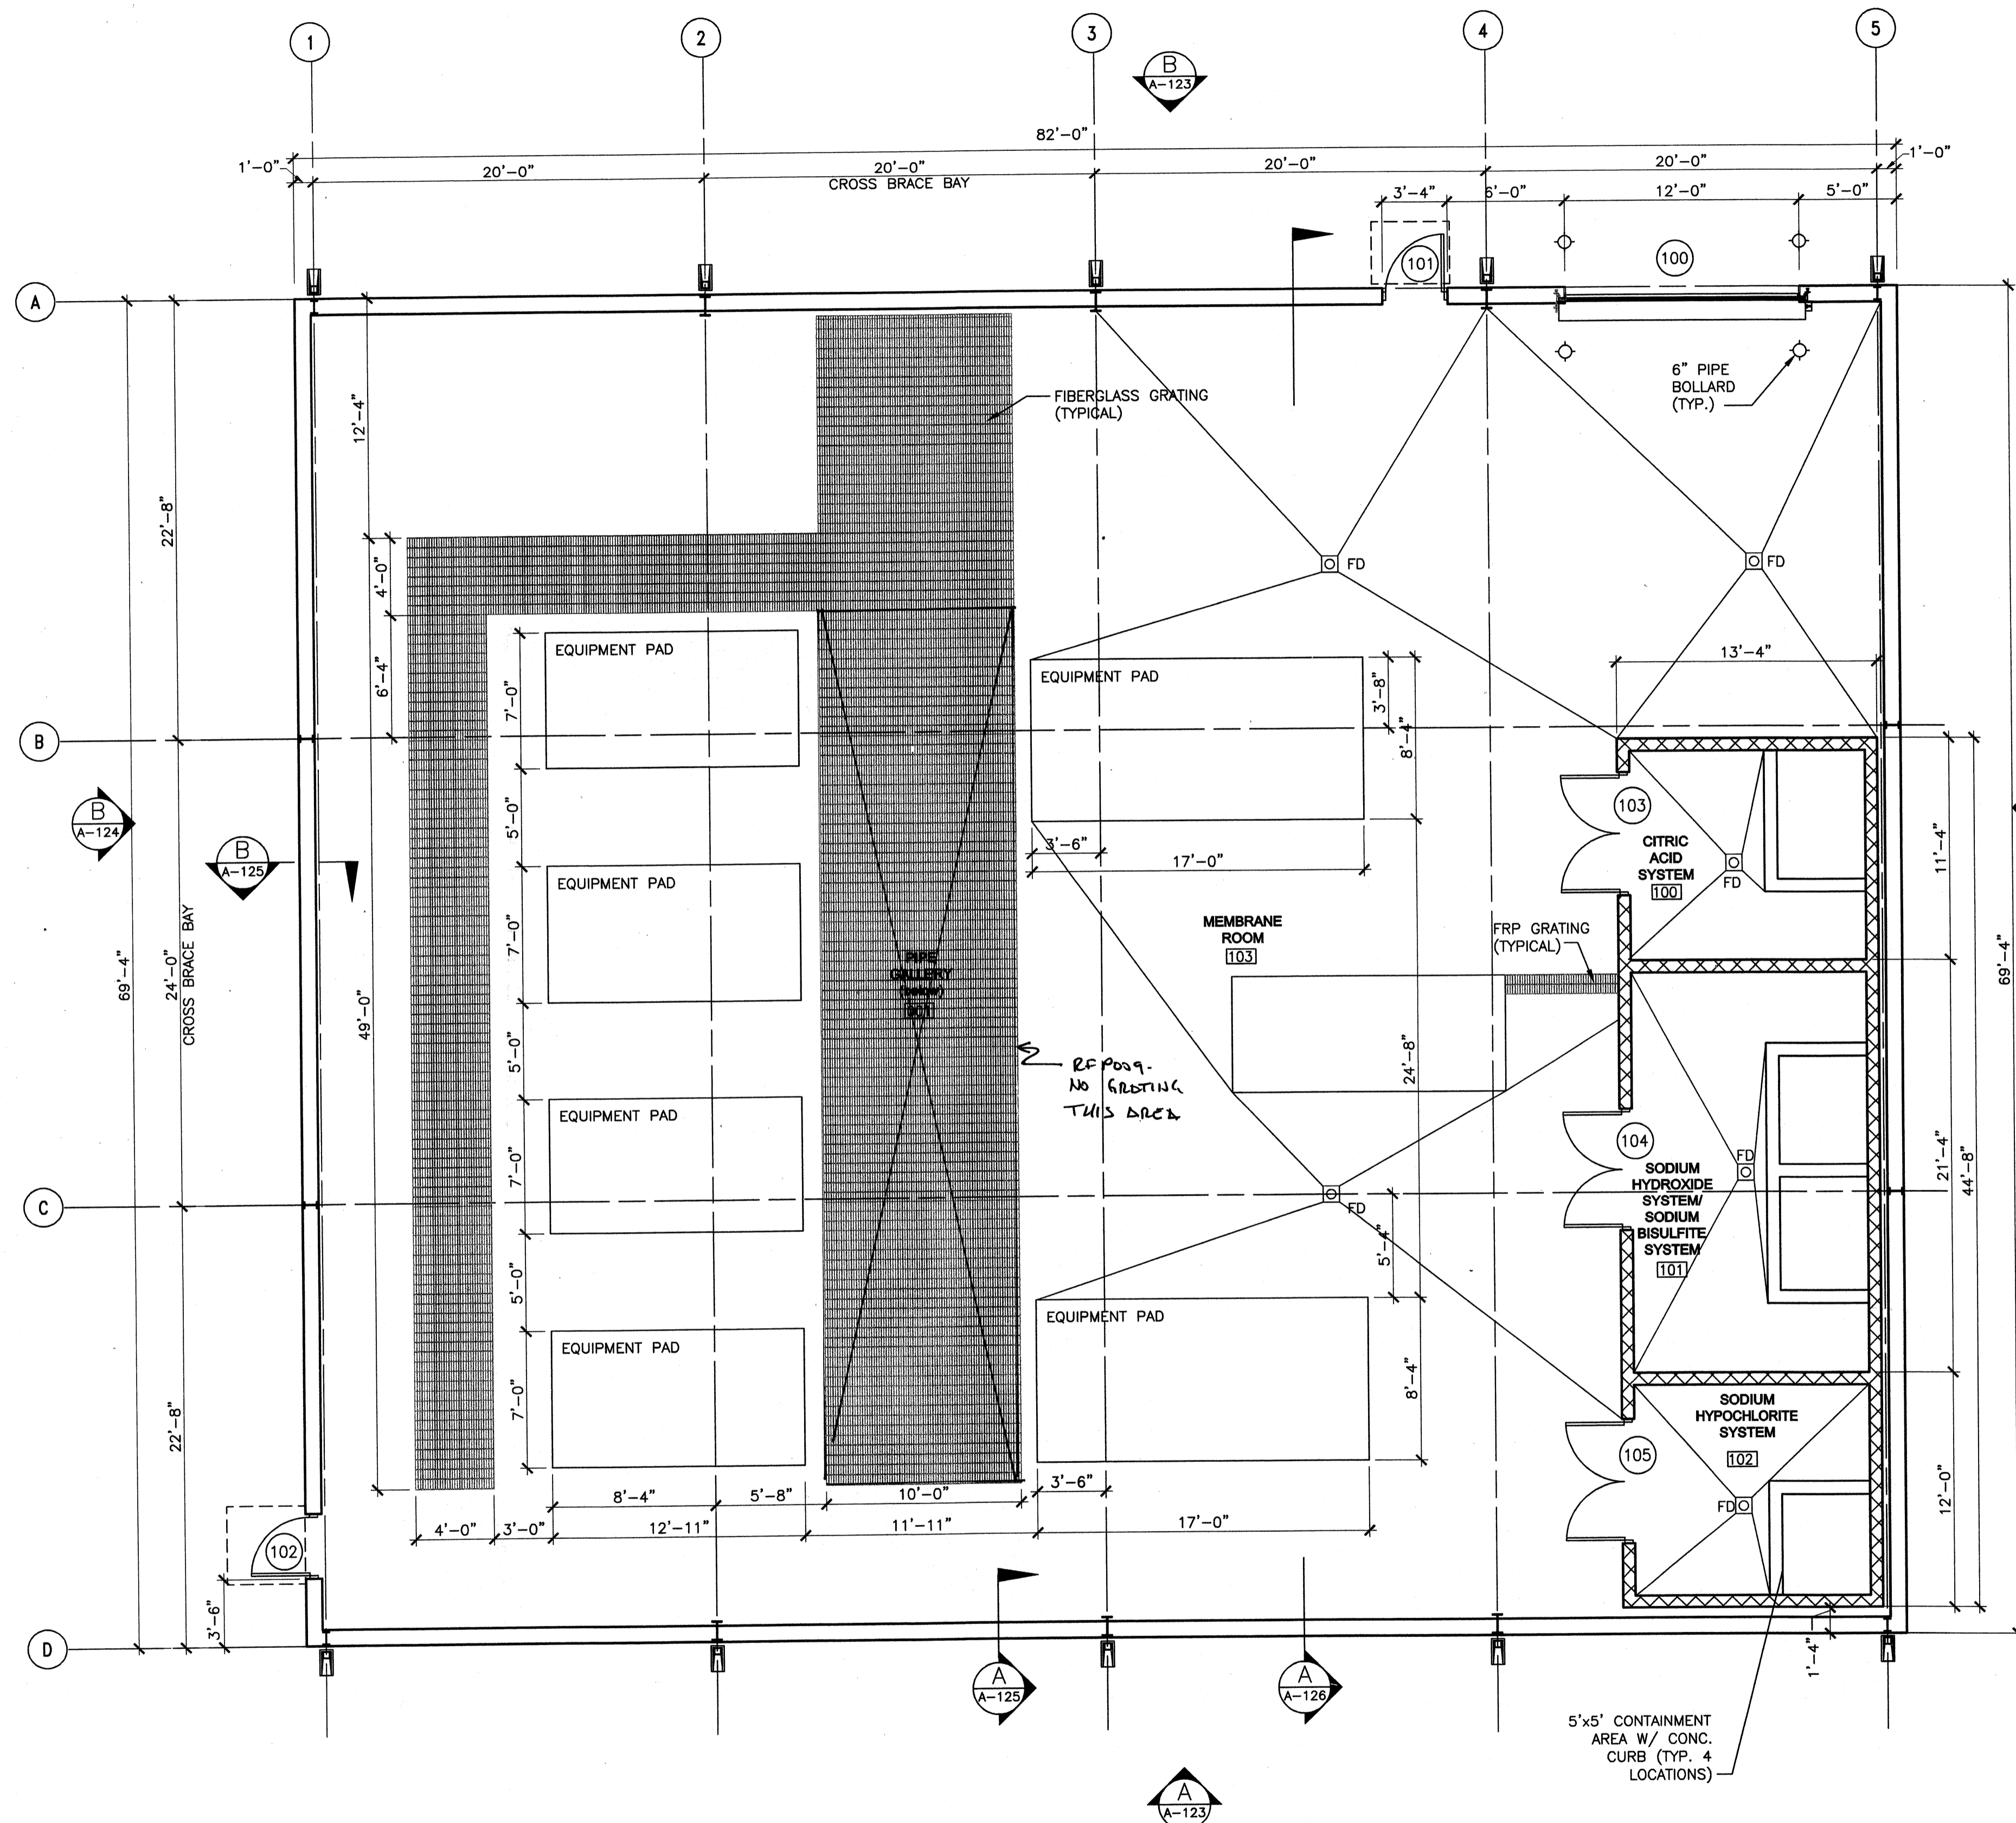 1
2
3
4
5
B
A-123
82'-0"
1'-0"
20'-0"
20'-0"
CROSS BRACE BAY
20'-0"
20'-0"
1'-0"
3'-4"
6'-0"
12'-0"
5'-0"
101
100
A
6" PIPE
BOLLARD
(TYP.)
FIBERGLASS GRATING
(TYPICAL)
12'-4"
22'-8"
4'-0"
6'-4"
FD
FD
13'-4"
EQUIPMENT PAD
7'-0"
EQUIPMENT PAD
3'-8"
8'-4"
B
B
A-124
B
A-125
5'-0"
3'-6"
17'-0"
103
CITRIC
ACID
SYSTEM
100
FD
11'-4"
EQUIPMENT PAD
7'-0"
MEMBRANE
ROOM
103
FRP GRATING
(TYPICAL)
PIPE
GALLERY
(below)
69'-4"
24'-0"
CROSS BRACE BAY
49'-0"
69'-4"
5'-0"
24'-8"
RFP009-
NO GRATING
THIS AREA
EQUIPMENT PAD
7'-0"
104
SODIUM
HYDROXIDE
SYSTEM/
SODIUM
BISULFITE
SYSTEM
101
FD
21'-4"
44'-8"
C
FD
5'-4"
5'-0"
22'-8"
EQUIPMENT PAD
7'-0"
EQUIPMENT PAD
8'-4"
SODIUM
HYPOCHLORITE
SYSTEM
102
105
FD
12'-0"
8'-4"
5'-8"
10'-0"
3'-6"
4'-0"
3'-0"
12'-11"
11'-11"
17'-0"
102
3'-6"
D
1'-4"
A
A-125
A
A-126
5'x5' CONTAINMENT
AREA W/ CONC.
CURB (TYP. 4
LOCATIONS)
A
A-123